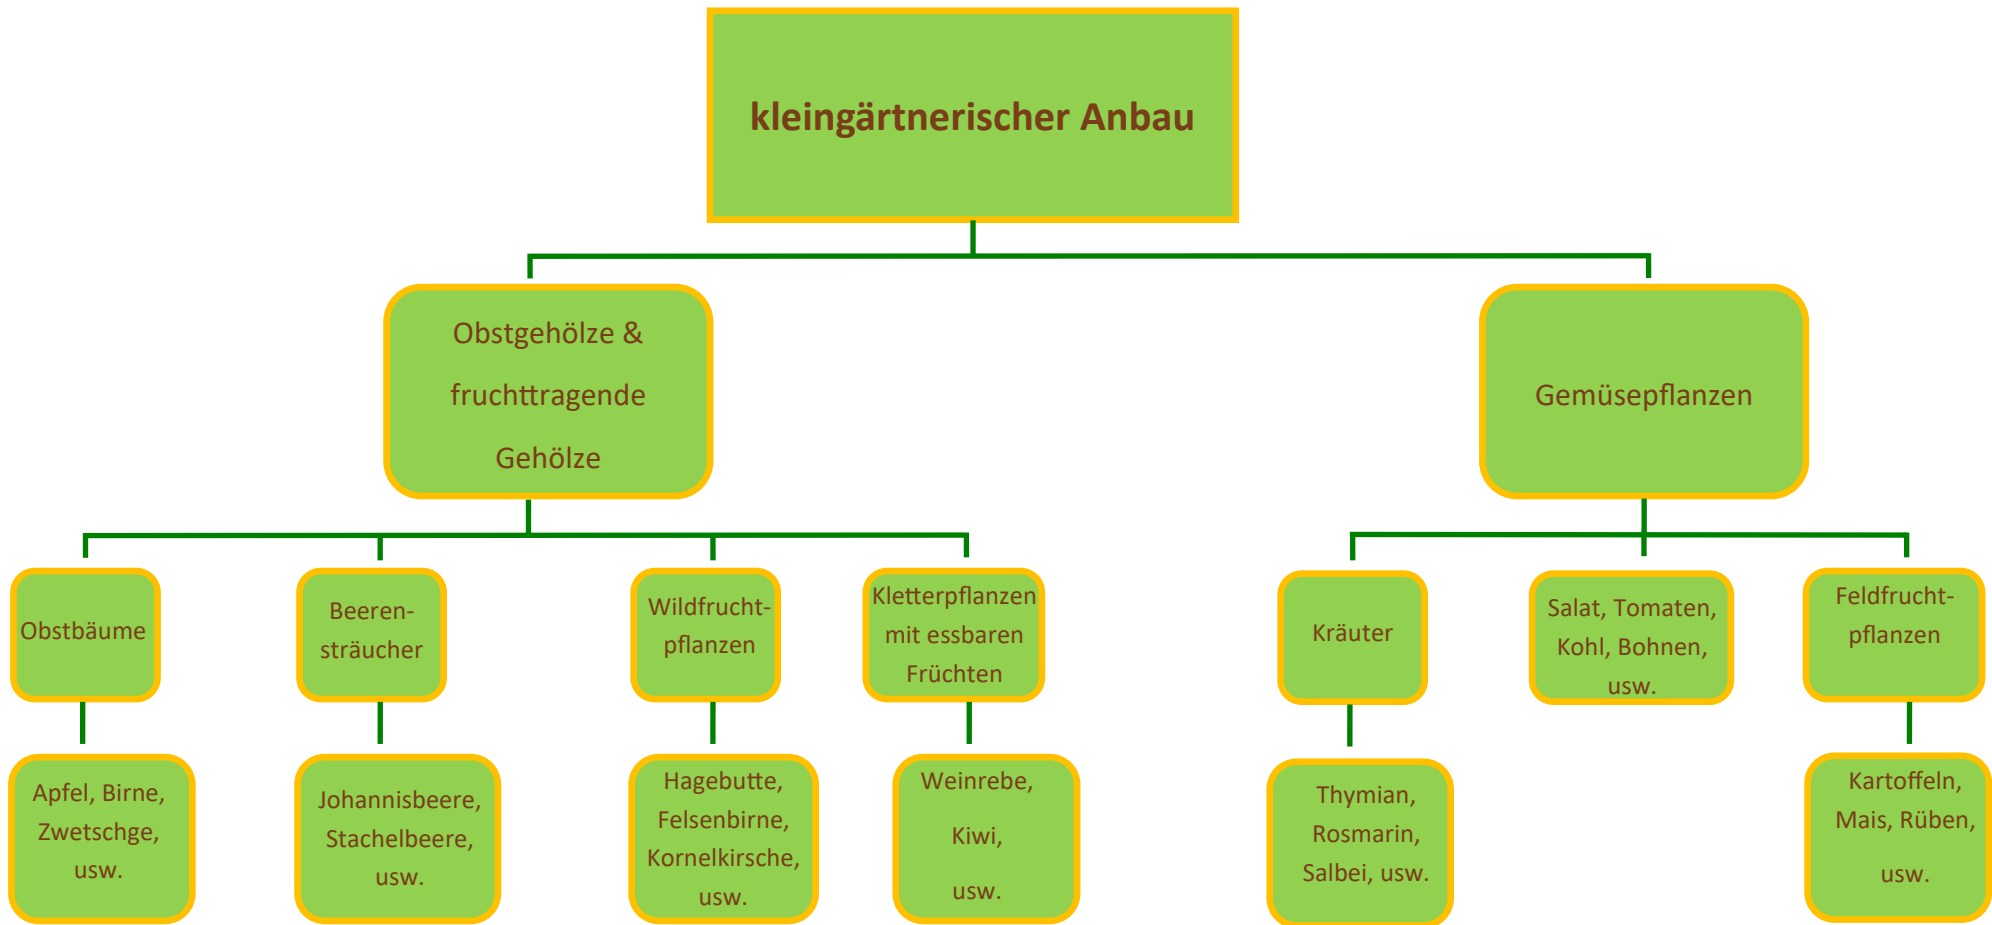 kleingärtnerischer Anbau
Obstgehölze &
fruchttragende
Gehölze
Gemüsepflanzen
Obstbäume
Beeren-
sträucher
Wildfrucht-
pflanzen
Kletterpflanzen
mit essbaren
Früchten
Kräuter
Salat, Tomaten,
Kohl, Bohnen,
usw.
Feldfrucht-
pflanzen
Apfel, Birne,
Zwetschge,
usw.
Johannisbeere,
Stachelbeere,
usw.
Hagebutte,
Felsenbirne,
Kornelkirsche,
usw.
Weinrebe,
Kiwi,
usw.
Thymian,
Rosmarin,
Salbei, usw.
Kartoffeln,
Mais, Rüben,
usw.